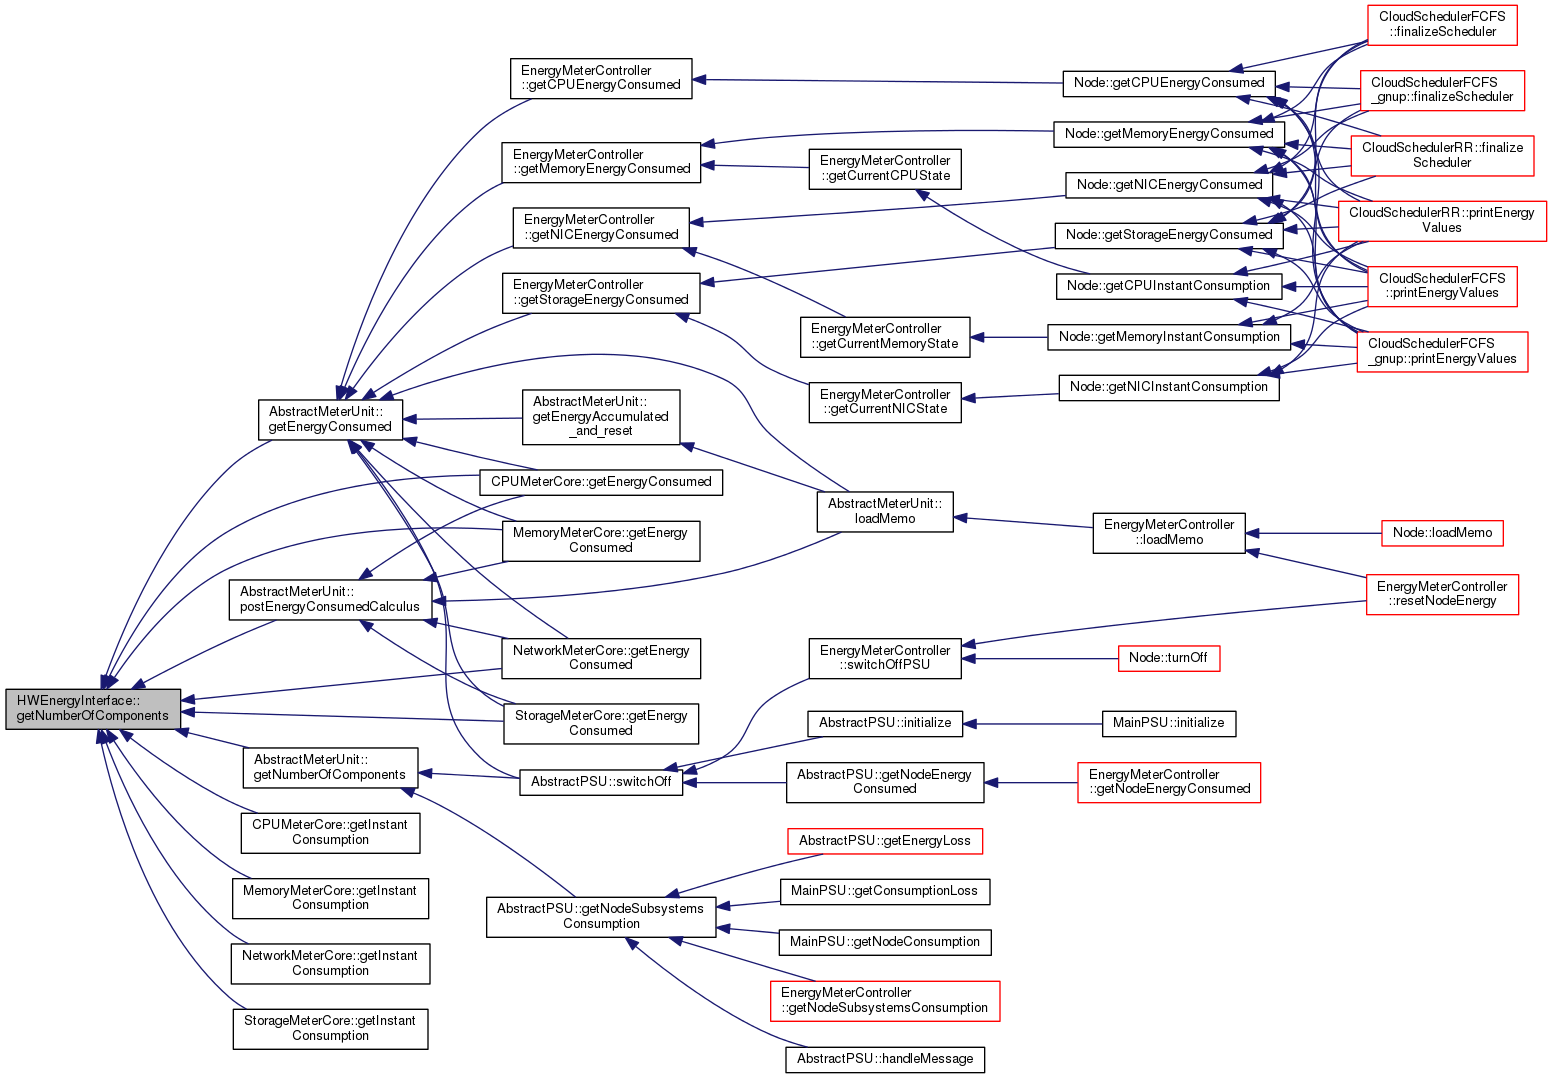 HWEnergyInterface::
getNumberOfComponents
AbstractMeterUnit::
getEnergyConsumed
AbstractMeterUnit::
postEnergyConsumedCalculus
AbstractMeterUnit::
getNumberOfComponents
CPUMeterCore::getInstant
Consumption
MemoryMeterCore::getInstant
Consumption
NetworkMeterCore::getInstant
Consumption
StorageMeterCore::getInstant
Consumption
EnergyMeterController
::getCPUEnergyConsumed
EnergyMeterController
::getMemoryEnergyConsumed
EnergyMeterController
::getNICEnergyConsumed
EnergyMeterController
::getStorageEnergyConsumed
AbstractMeterUnit::
getEnergyAccumulated
_and_reset
CPUMeterCore::getEnergyConsumed
MemoryMeterCore::getEnergy
Consumed
NetworkMeterCore::getEnergy
Consumed
StorageMeterCore::getEnergy
Consumed
AbstractPSU::switchOff
AbstractPSU::getNodeSubsystems
Consumption
EnergyMeterController
::getCurrentCPUState
EnergyMeterController
::getCurrentMemoryState
EnergyMeterController
::getCurrentNICState
AbstractMeterUnit::
loadMemo
EnergyMeterController
::switchOffPSU
AbstractPSU::initialize
AbstractPSU::getNodeEnergy
Consumed
AbstractPSU::getEnergyLoss
MainPSU::getConsumptionLoss
MainPSU::getNodeConsumption
EnergyMeterController
::getNodeSubsystemsConsumption
AbstractPSU::handleMessage
Node::getCPUEnergyConsumed
Node::getMemoryEnergyConsumed
Node::getNICEnergyConsumed
Node::getStorageEnergyConsumed
Node::getCPUInstantConsumption
Node::getMemoryInstantConsumption
Node::getNICInstantConsumption
EnergyMeterController
::loadMemo
Node::turnOff
MainPSU::initialize
EnergyMeterController
::getNodeEnergyConsumed
CloudSchedulerFCFS
::finalizeScheduler
CloudSchedulerFCFS
_gnup::finalizeScheduler
CloudSchedulerRR::finalize
Scheduler
CloudSchedulerRR::printEnergy
Values
CloudSchedulerFCFS
::printEnergyValues
CloudSchedulerFCFS
_gnup::printEnergyValues
Node::loadMemo
EnergyMeterController
::resetNodeEnergy